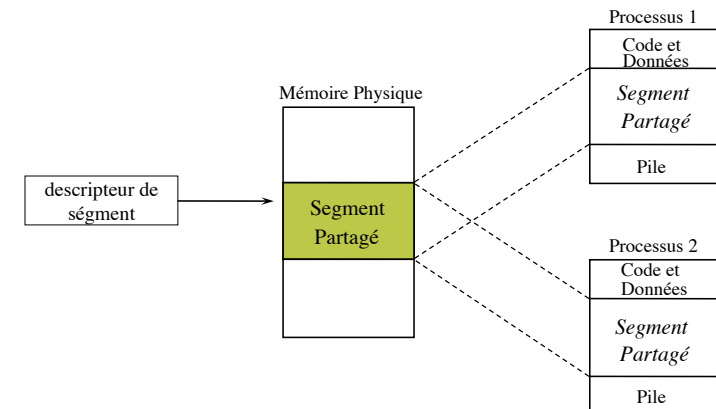 Processus 1
Code et
Données
Segment
Partagé
Pile
Mémoire Physique
descripteur de
ségment
Segment
Partagé
Processus 2
Code et
Données
Segment
Partagé
Pile